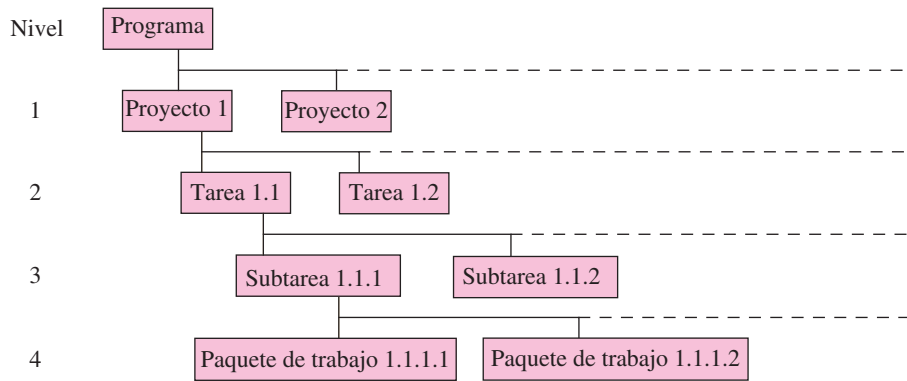 Nivel Programa
1 Proyecto 1 Proyecto 2
2 Tarea 1.1 Tarea 1.2
3 Subtarea 1.1.1 Subtarea 1.1.2
4 Paquete de trabajo 1.1.1.1 Paquete de trabajo 1.1.1.2